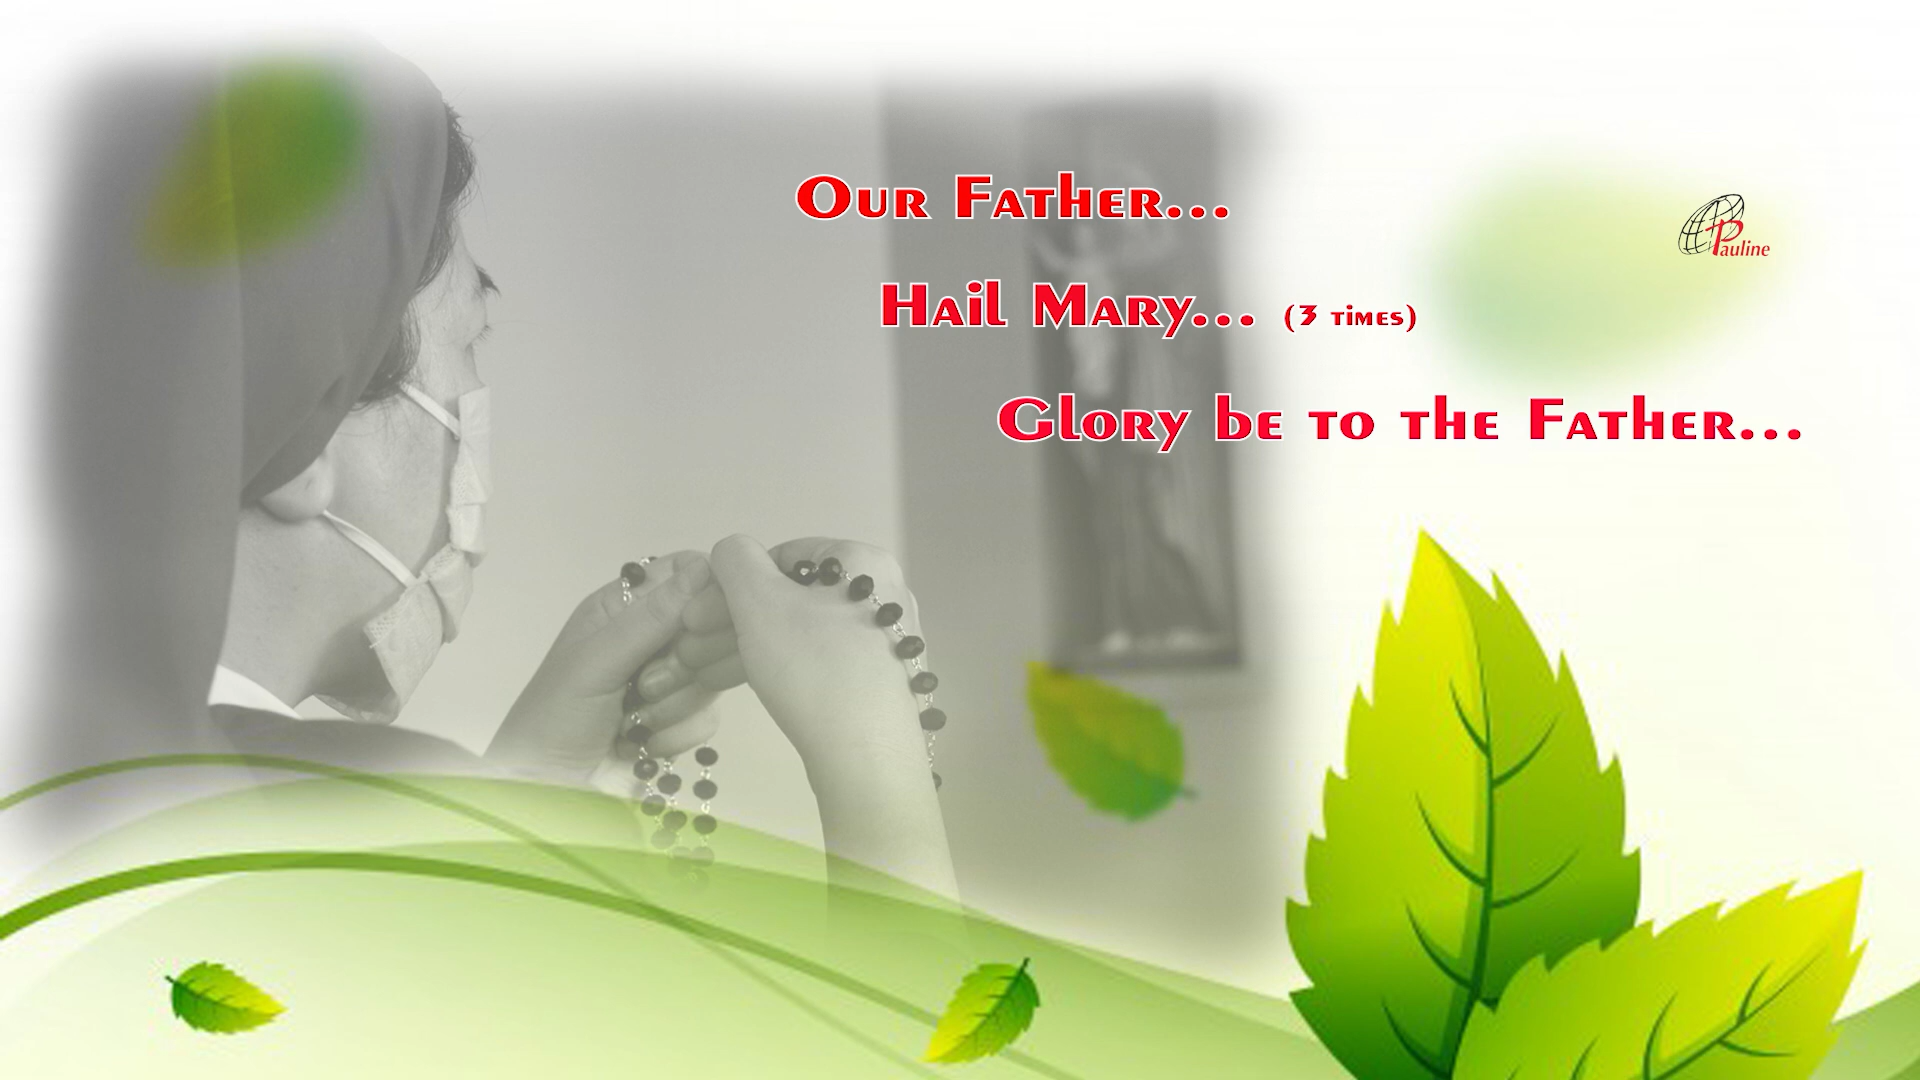 Our Father...
Hail Mary... (3 times)
Glory be to the Father...
Pauline